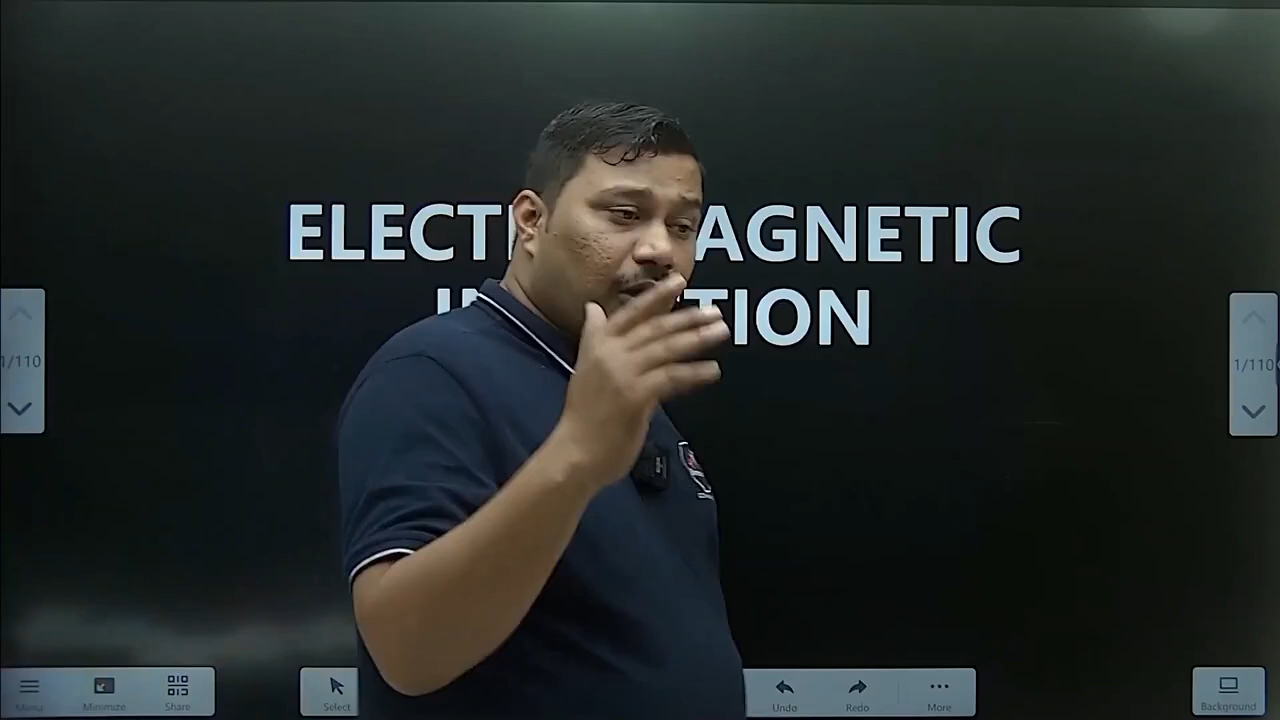 ELECT AGNETIC
TION
1/110
1/110
Menu
Minimize
Share
Select
Undo
Redo
More
Background